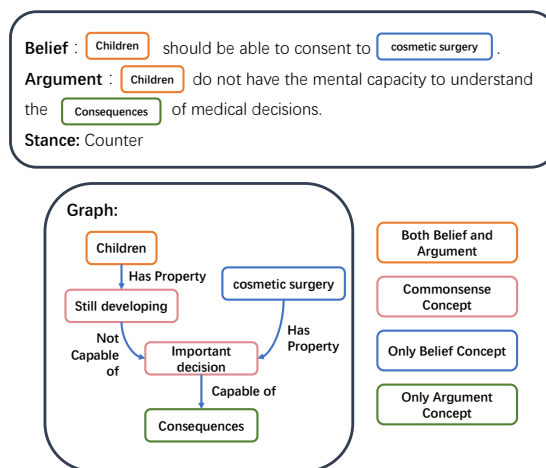 Belief : Children should be able to consent to cosmetic surgery .
Argument : Children do not have the mental capacity to understand
the Consequences of medical decisions.
Stance: Counter
Graph:
Children
Has Property
Still developing
cosmetic surgery
Not
Capable
of
Has
Property
Important
decision
Capable of
Consequences
Both Belief and
Argument
Commonsense
Concept
Only Belief Concept
Only Argument
Concept